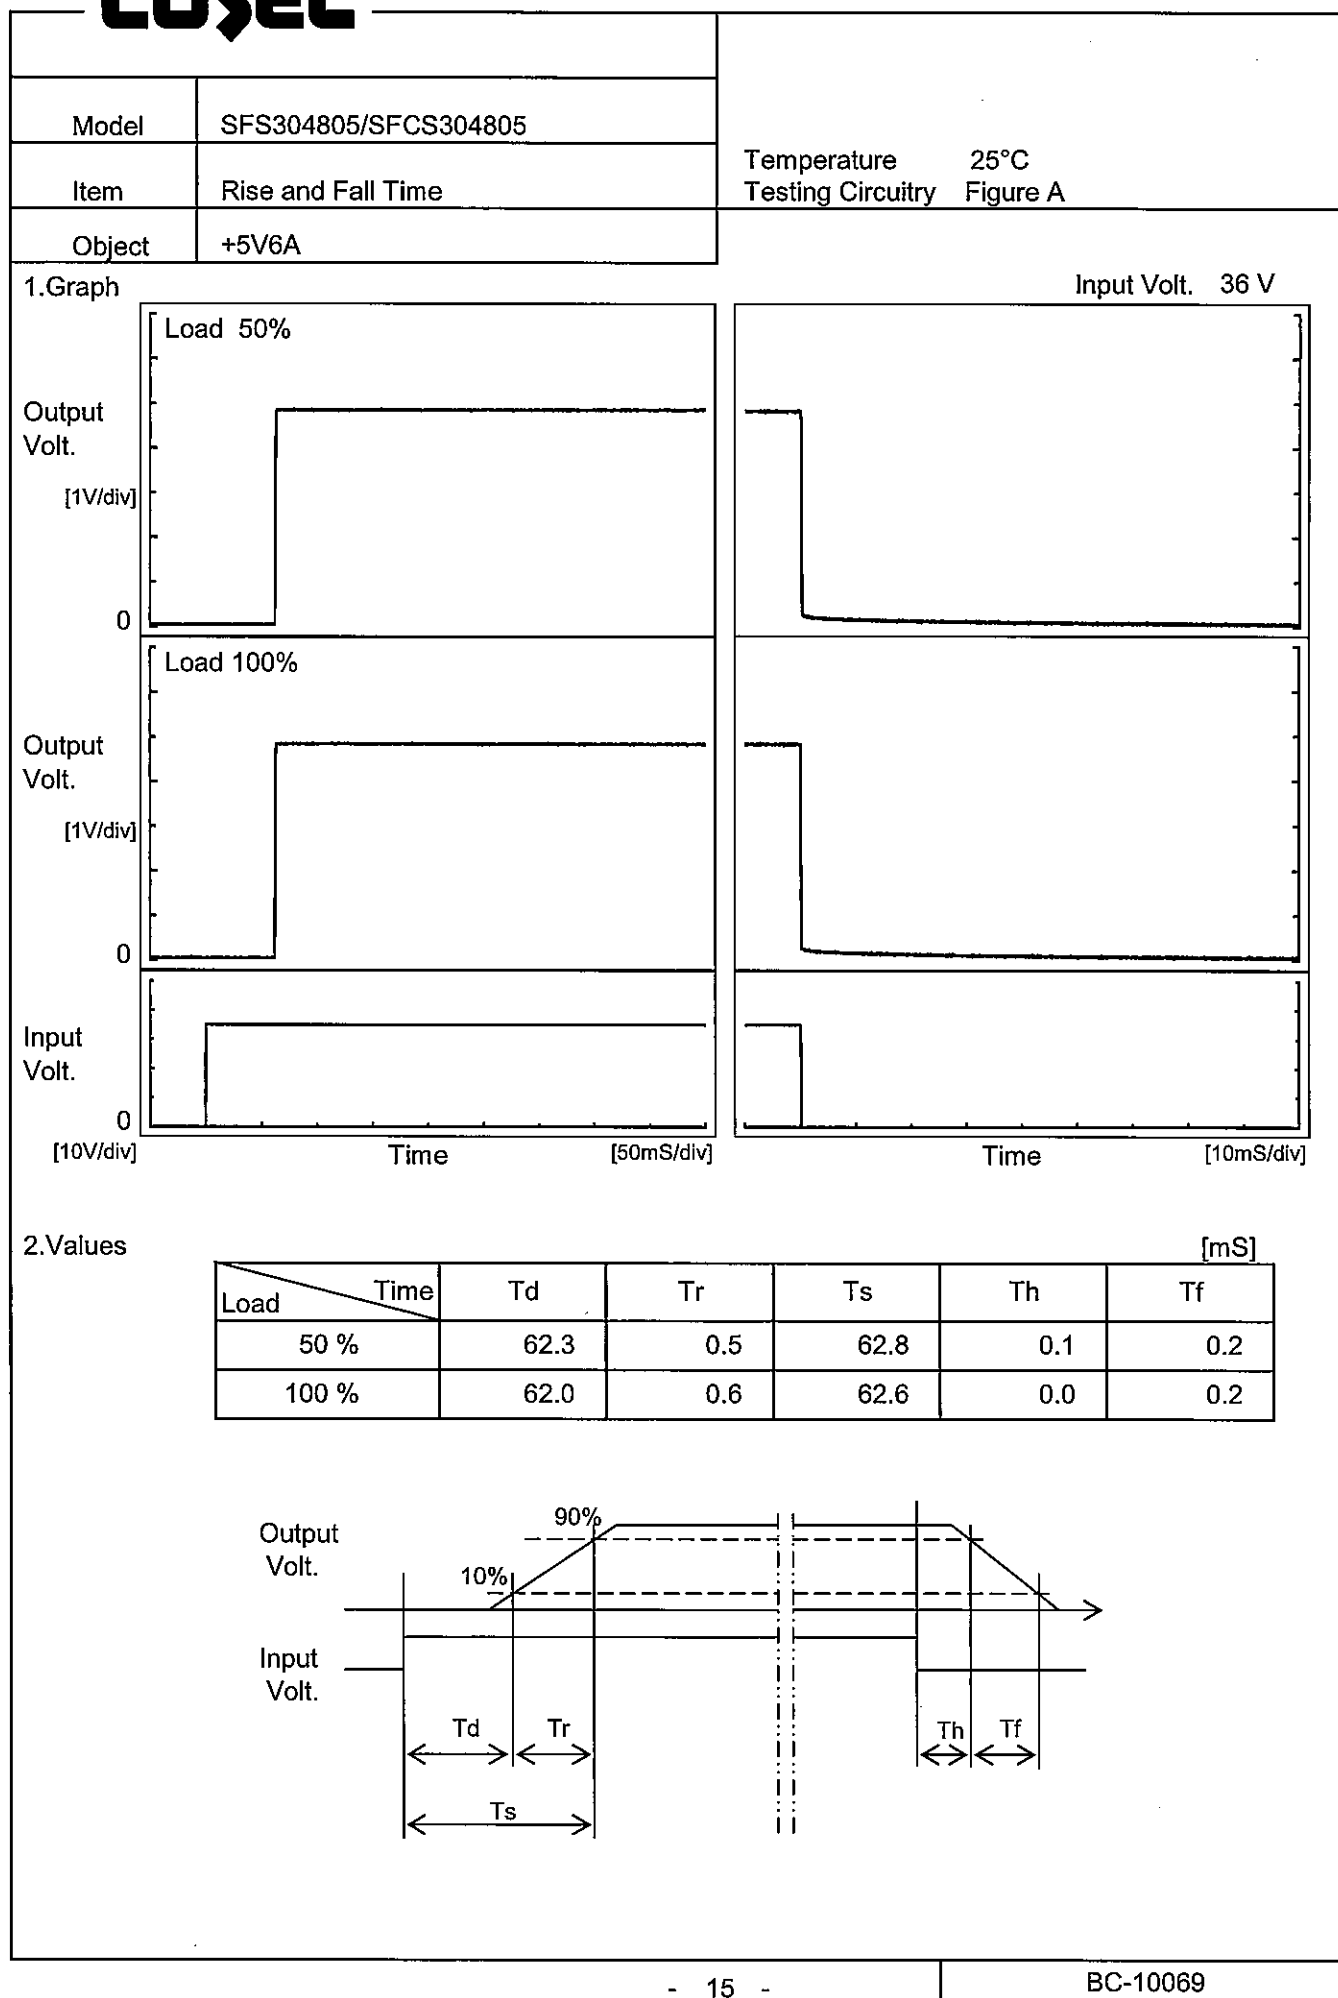 COSEL
Model SFS304805/SFCS304805
Temperature 25°C
Item Rise and Fall Time
Testing Circuitry Figure A
Object +5V6A
1.Graph
Input Volt. 36 V
Load 50%
Output
Volt.
[1V/div]
0
Load 100%
Output
Volt.
[1V/div]
0
Input
Volt.
0
[10V/div] Time [50mS/div] Time [10mS/div]
2.Values [mS]
Time
Load Td Tr Ts Th Tf
50 % 62.3 0.5 62.8 0.1 0.2
100 % 62.0 0.6 62.6 0.0 0.2
90%
Output
Volt.
10%
Input
Volt.
Td Tr Th Tf
Ts
- 15 -
BC-10069